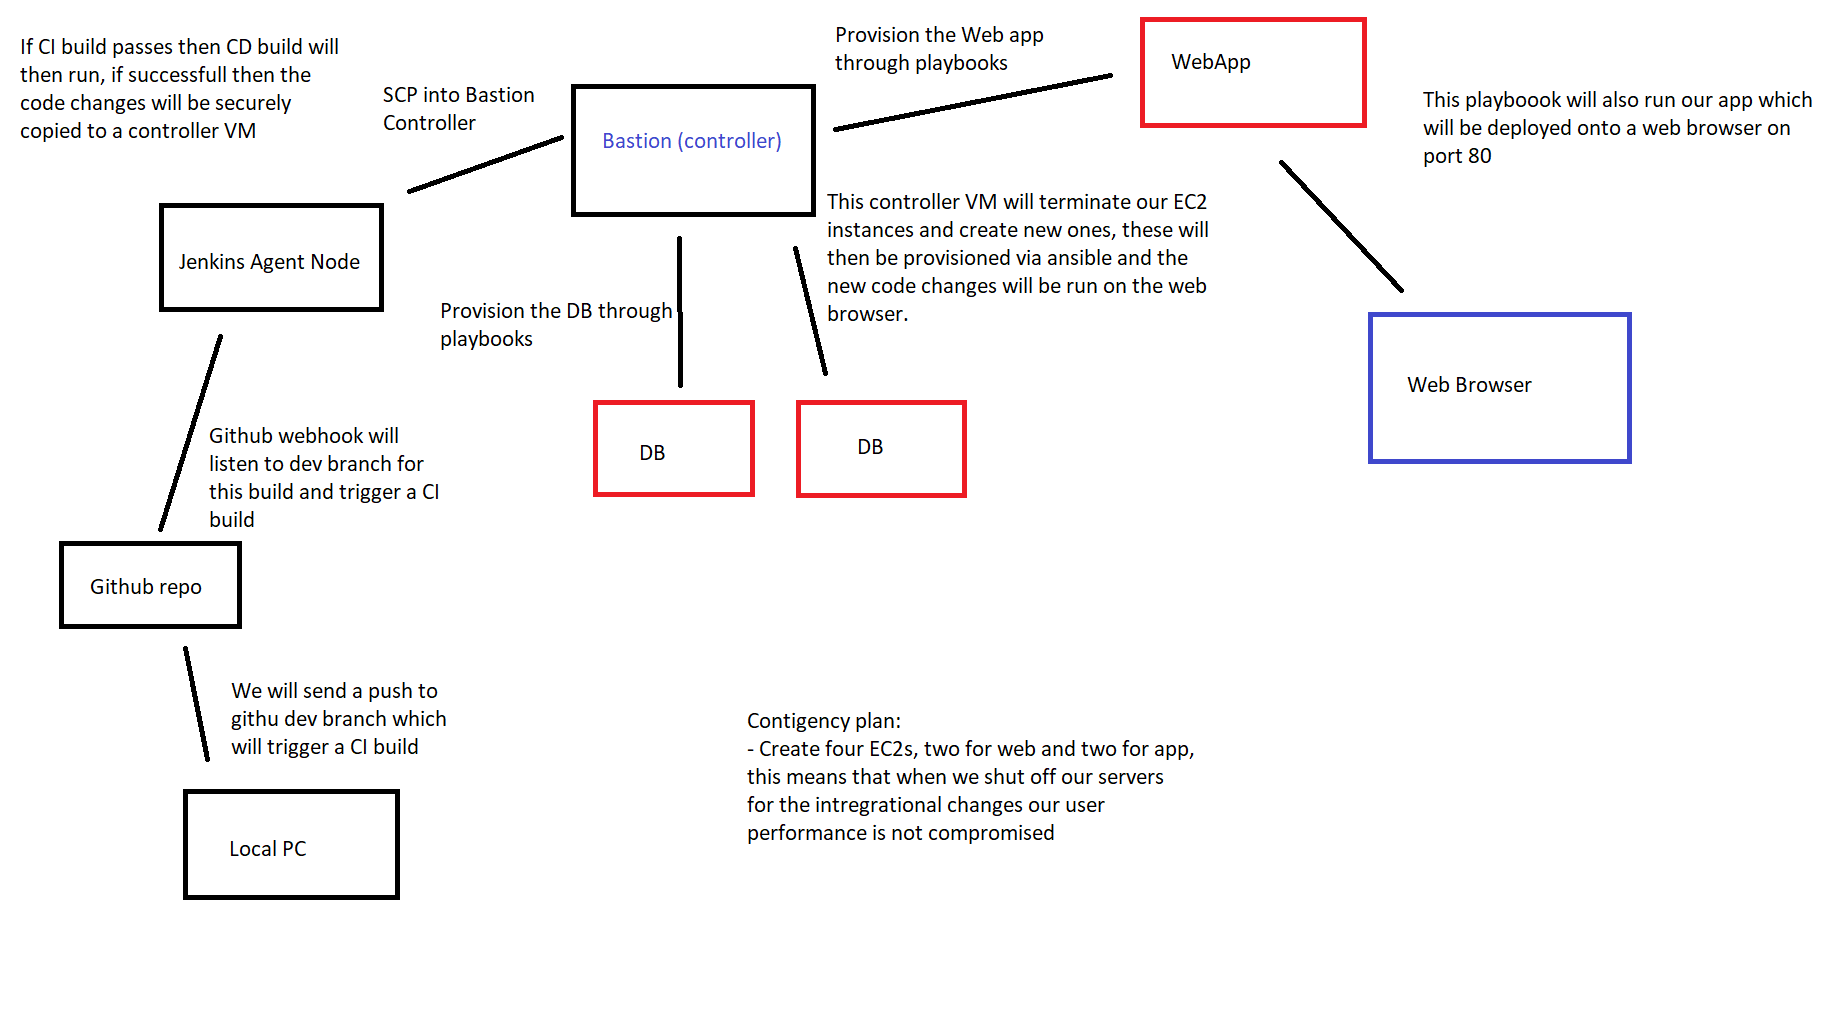 If CI build passes then CD build will
then run, if successfull then the
code changes will be securely
copied to a controller VM
SCP into Bastion
Controller
Provision the Web app
through playbooks
WebApp
This playboook will also run our app which
will be deployed onto a web browser on
port 80
Bastion (controller)
Jenkins Agent Node
This controller VM will terminate our EC2
instances and create new ones, these will
then be provisioned via ansible and the
new code changes will be run on the web
browser.
Provision the DB through
playbooks
Web Browser
DB
DB
Github webhook will
listen to dev branch for
this build and trigger a CI
build
Github repo
We will send a push to
githu dev branch which
will trigger a CI build
Local PC
Contigency plan:
- Create four EC2s, two for web and two for app,
this means that when we shut off our servers
for the intregrational changes our user
performance is not compromised